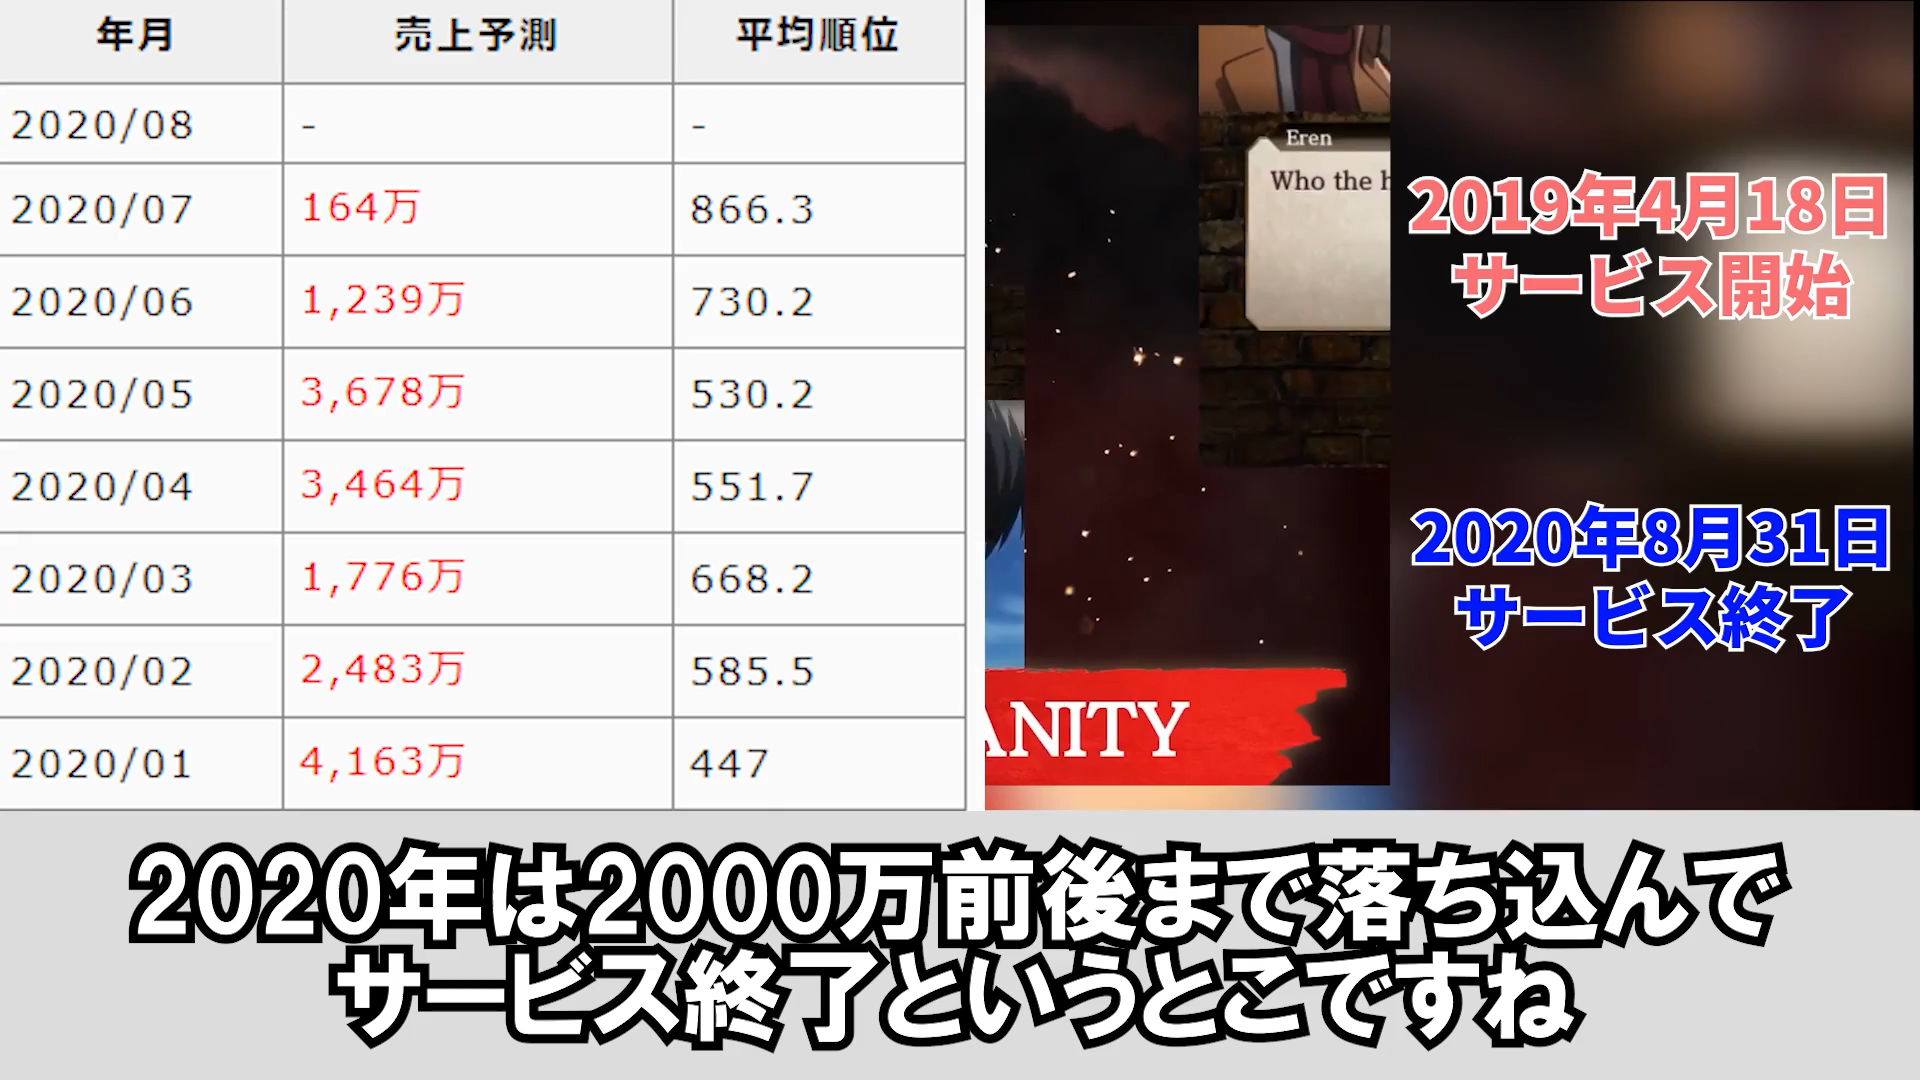 年月 売上予測 平均順位
2020/08 - -
2020/07 164万 866.3
2020/06 1,239万 730.2
2020/05 3,678万 530.2
2020/04 3,464万 551.7
2020/03 1,776万 668.2
2020/02 2,483万 585.5
2020/01 4,163万 447
Eren
Who the h
ANITY
2019年4月18日
サービス開始
2020年8月31日
サービス終了
2020年は2000万前後まで落ち込んで
サービス終了というとこですね